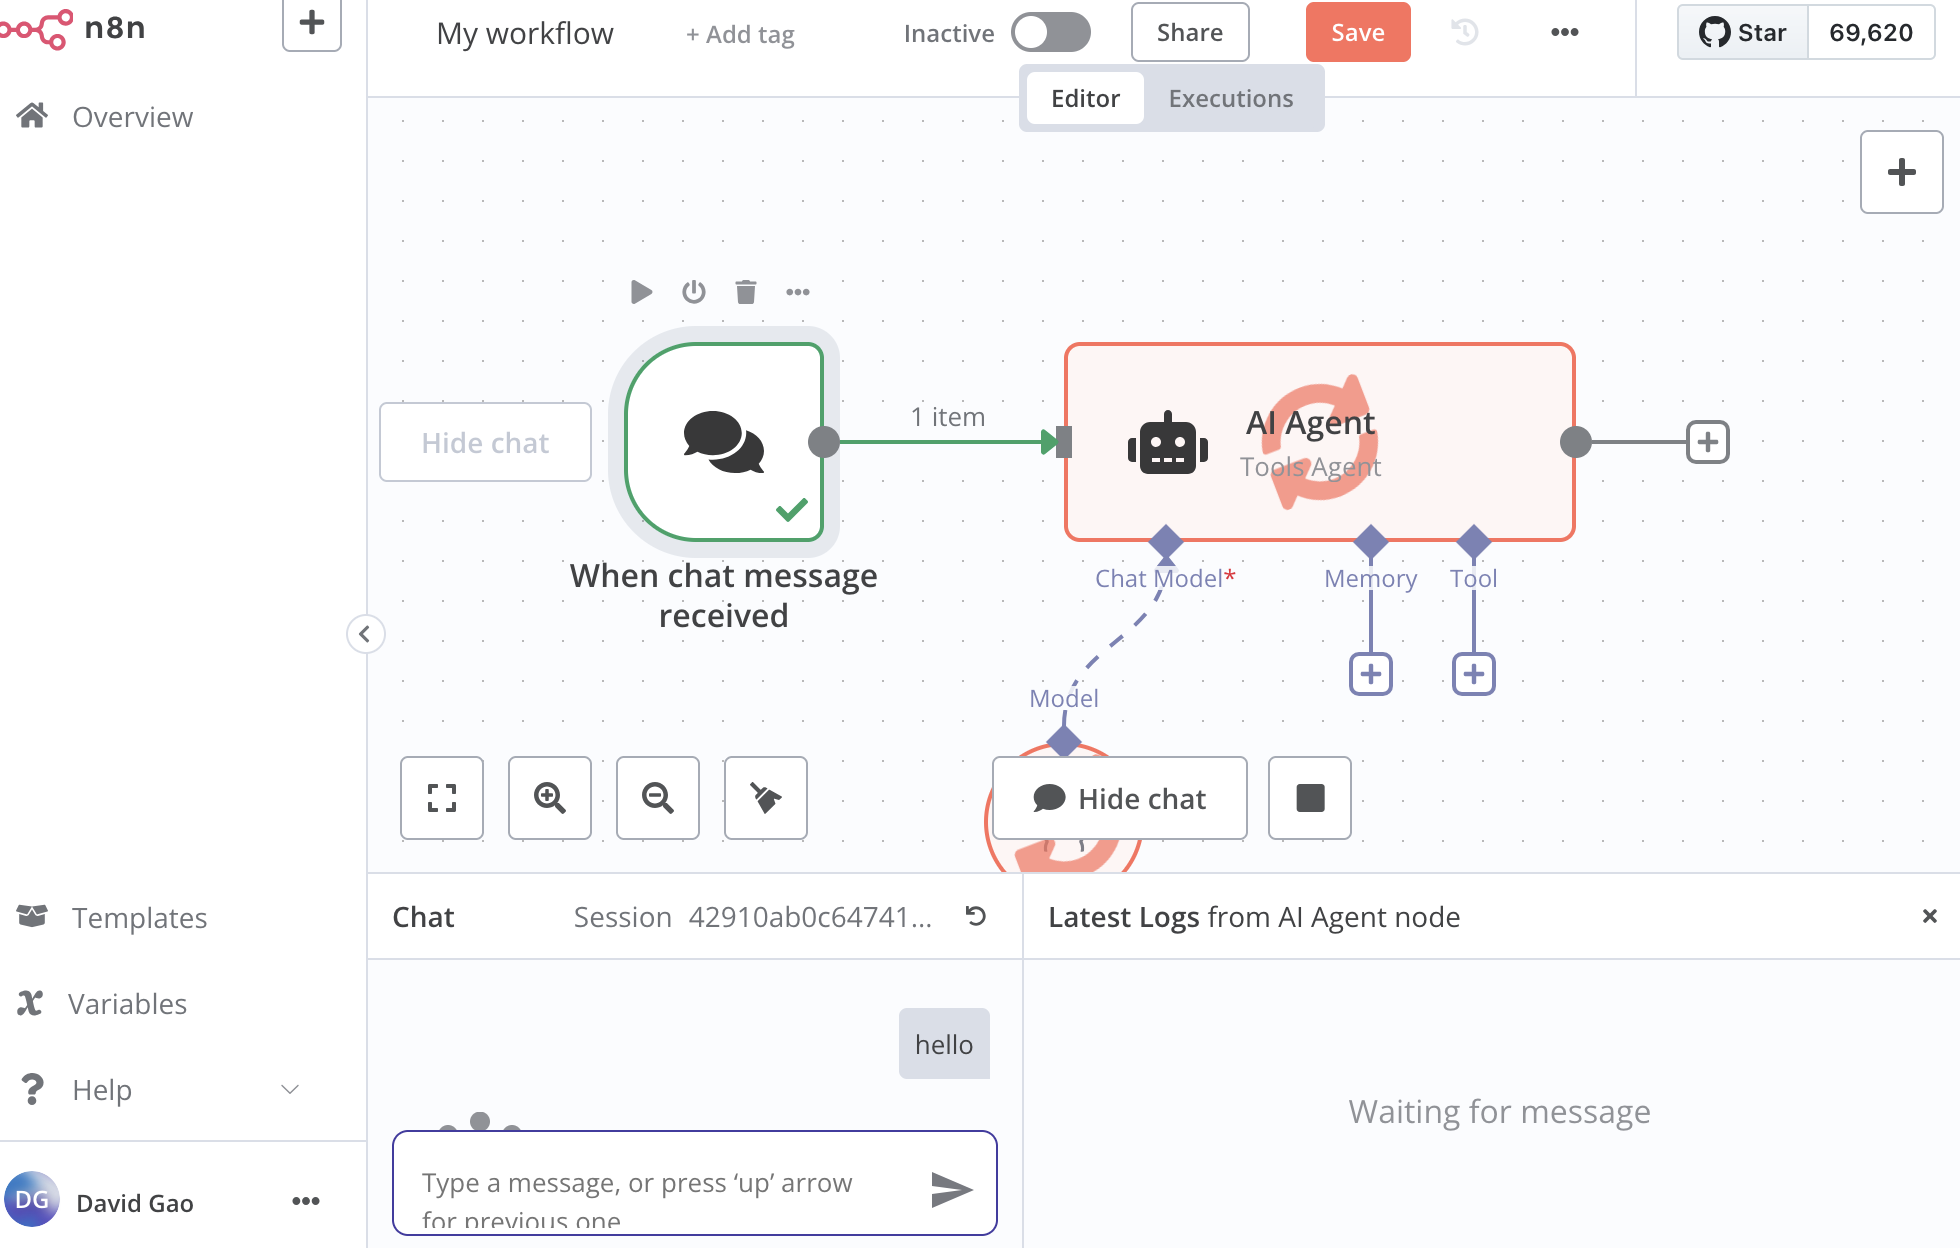 n8n
My workflow
+ Add tag
Inactive
Share
Save
Star
69,620
Editor
Executions
Overview
Hide chat
1 item
AI Agent
Tools Agent
When chat message
received
Chat Model*
Memory
Tool
Model
Hide chat
Templates
Variables
Help
DG
David Gao
Chat
Session
42910ab0c64741...
Latest Logs from AI Agent node
hello
Waiting for message
Type a message, or press ‘up’ arrow
for previous one